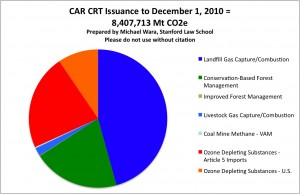 CAR CRT Issuance to December 1, 2010 =
8,407,713 Mt CO2e
Prepared by Michael Wara, Stanford Law School
Please do not use without citation
Landfill Gas Capture/Combustion
Conservation-Based Forest
Management
Improved Forest Management
Livestock Gas Capture/Combustion
Coal Mine Methane - VAM
Ozone Depleting Substances -
Article 5 Imports
Ozone Depleting Substances - U.S.